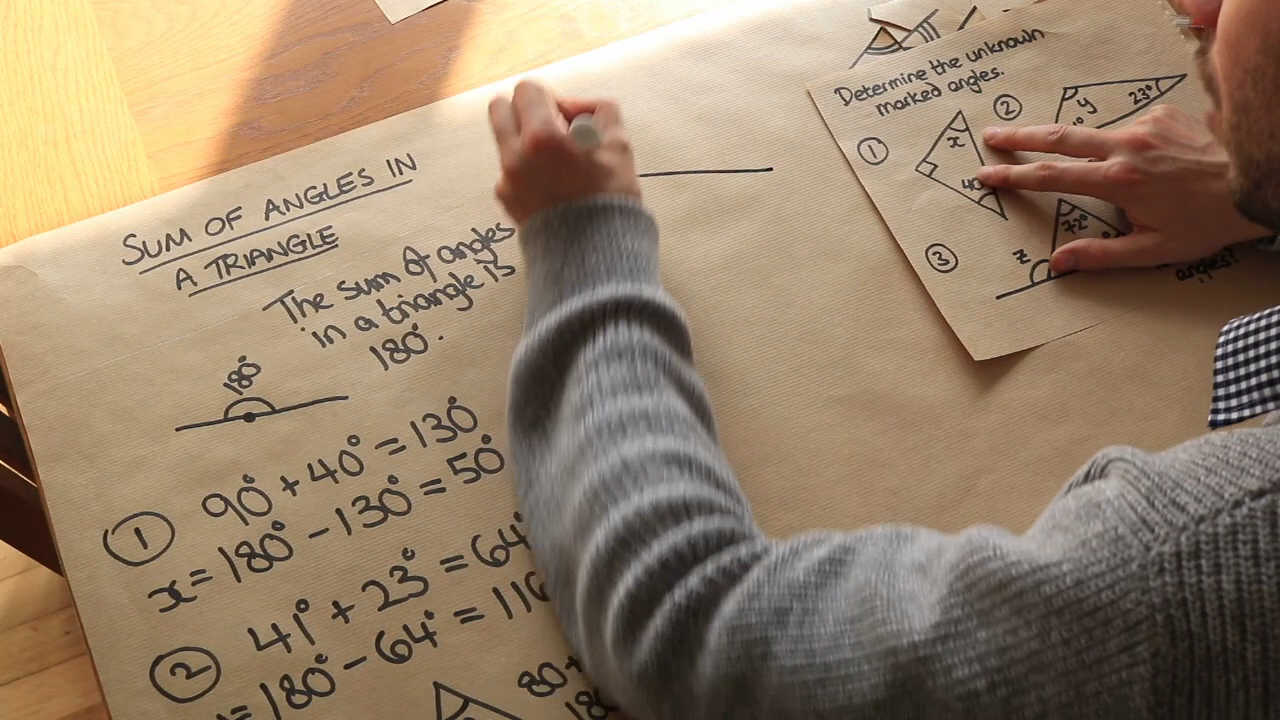 SUM OF ANGLES IN
A TRIANGLE
The sum of angles
in a triangle is
180°.
180°
① 90° + 40° = 130°
x = 180° - 130° = 50°
② 41° + 23° = 64°
= 180° - 64° = 116
80+
180
Determine the unknown
marked angles.
①
x
40
②
y
23°
③
72°
z
angles?